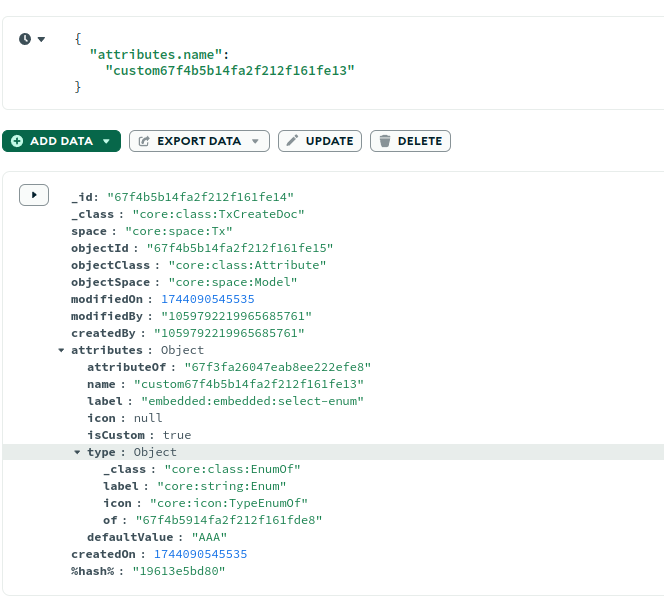 {
"attributes.name":
"custom67f4b5b14fa2f212f161fe13"
}
ADD DATA
EXPORT DATA
UPDATE
DELETE
_id: "67f4b5b14fa2f212f161fe14"
_class : "core:class:TxCreateDoc"
space : "core:space:Tx"
objectId : "67f4b5b14fa2f212f161fe15"
objectClass : "core:class:Attribute"
objectSpace : "core:space:Model"
modifiedOn : 1744090545535
modifiedBy : "1059792219965685761"
createdBy : "1059792219965685761"
attributes : Object
attributeOf : "67f3fa26047eab8ee222efe8"
name : "custom67f4b5b14fa2f212f161fe13"
label : "embedded:embedded:select-enum"
icon : null
isCustom : true
type : Object
_class : "core:class:EnumOf"
label : "core:string:Enum"
icon : "core:icon:TypeEnumOf"
of : "67f4b5914fa2f212f161fde8"
defaultValue : "AAA"
createdOn : 1744090545535
%hash% : "19613e5bd80"